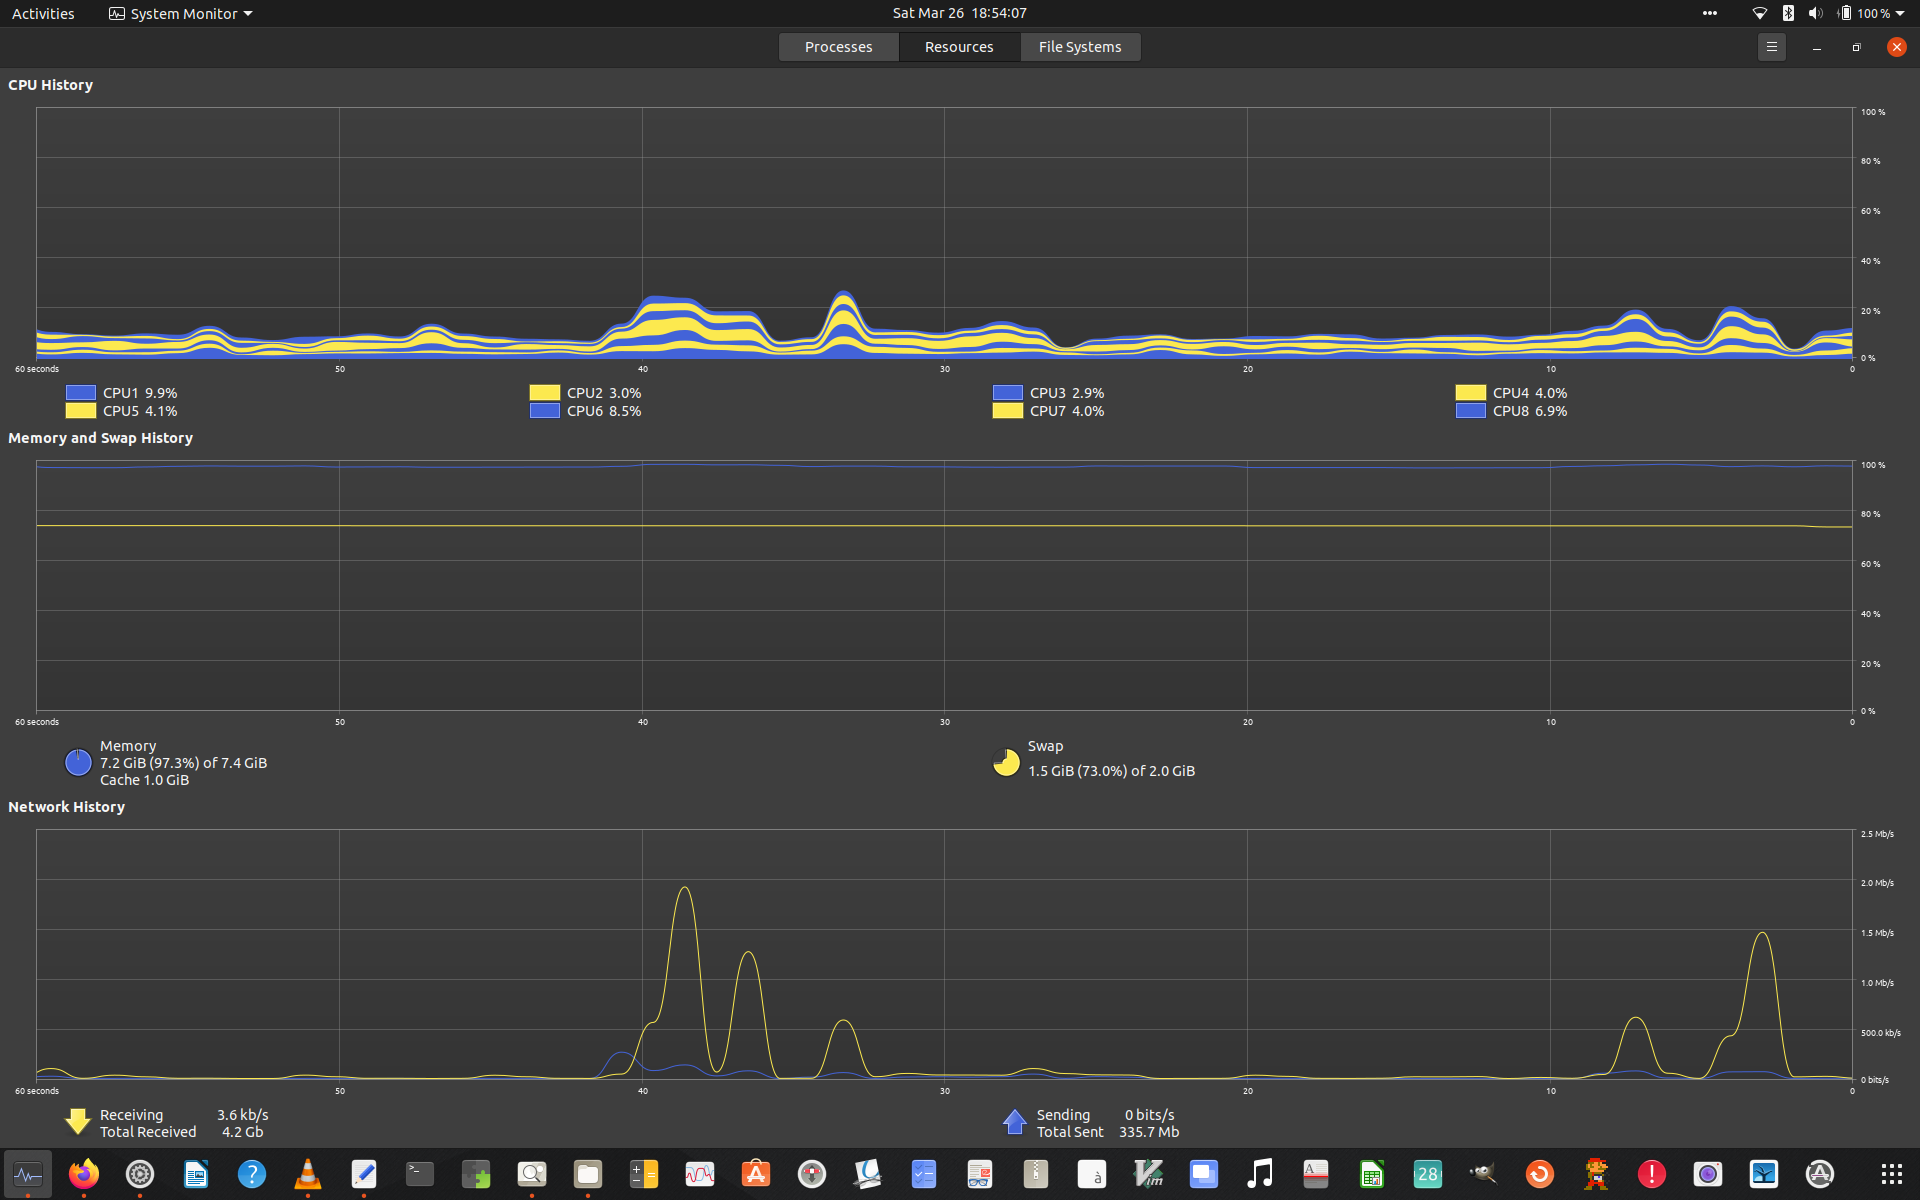 Activities System Monitor Sat Mar 26 18:54:07 100 %
Processes Resources File Systems
CPU History
100 %
80 %
60 %
40 %
20 %
0 %
60 seconds 50 40 30 20 10 0
CPU1 9.9% CPU2 3.0% CPU3 2.9% CPU4 4.0%
CPU5 4.1% CPU6 8.5% CPU7 4.0% CPU8 6.9%
Memory and Swap History
100 %
80 %
60 %
40 %
20 %
0 %
60 seconds 50 40 30 20 10 0
Memory
7.2 GiB (97.3%) of 7.4 GiB
Cache 1.0 GiB
Swap
1.5 GiB (73.0%) of 2.0 GiB
Network History
2.5 Mb/s
2.0 Mb/s
1.5 Mb/s
1.0 Mb/s
500.0 kb/s
0 bits/s
60 seconds 50 40 30 20 10 0
Receiving 3.6 kb/s
Total Received 4.2 Gb
Sending 0 bits/s
Total Sent 335.7 Mb
? >_ à Vim A 28 !